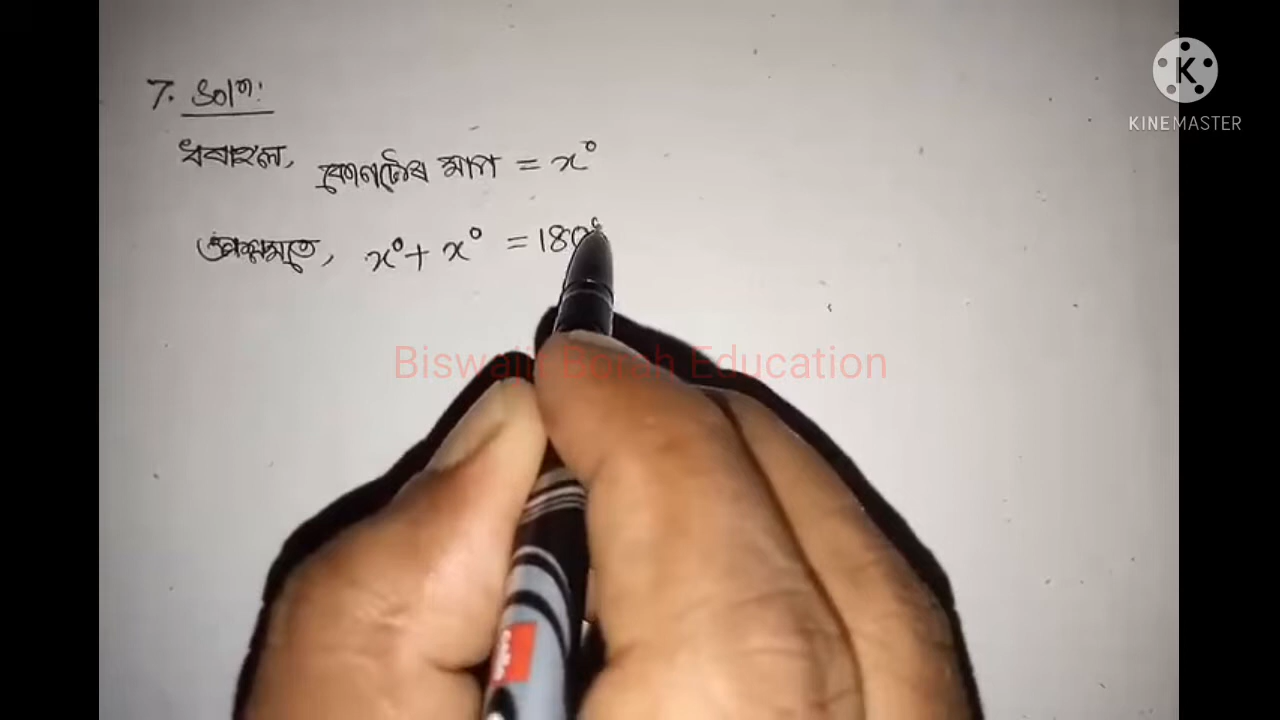 7. Solⁿ:
ধৰাহল, কোণটোৰ মাপ = x°
প্ৰশ্নমতে, x° + x° = 180°
Biswajit Borah Education
KINEMASTER